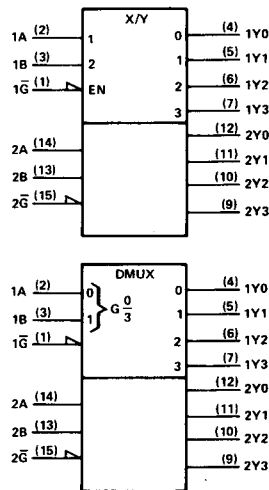 X/Y
1A (2) 1 0 (4) 1Y0
1B (3) 2 1 (5) 1Y1
1G̅ (1) EN 2 (6) 1Y2
3 (7) 1Y3
(12) 2Y0
2A (14) (11) 2Y1
2B (13) (10) 2Y2
2G̅ (15) (9) 2Y3
DMUX
1A (2) 0 } G 0/3 0 (4) 1Y0
1B (3) 1 1 (5) 1Y1
1G̅ (1) 2 (6) 1Y2
3 (7) 1Y3
(12) 2Y0
2A (14) (11) 2Y1
2B (13) (10) 2Y2
2G̅ (15) (9) 2Y3